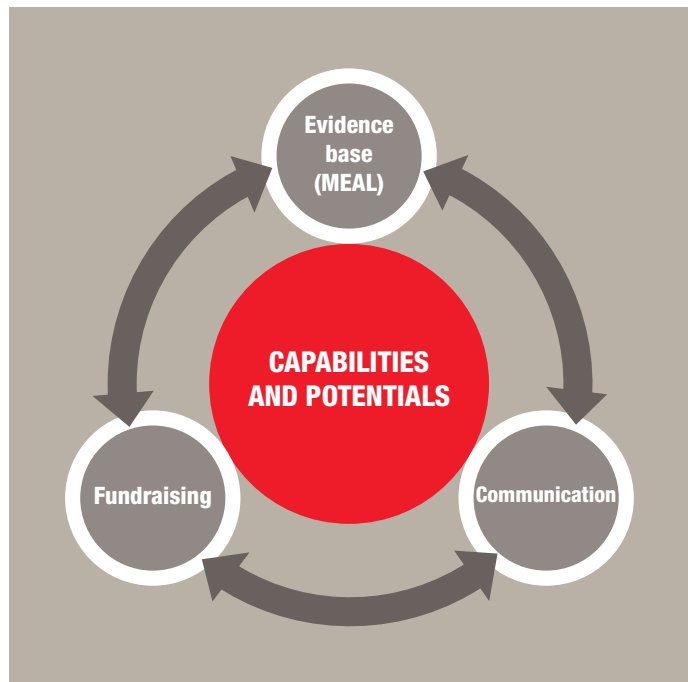 Evidence
base
(MEAL)
CAPABILITIES
AND POTENTIALS
Fundraising
Communication